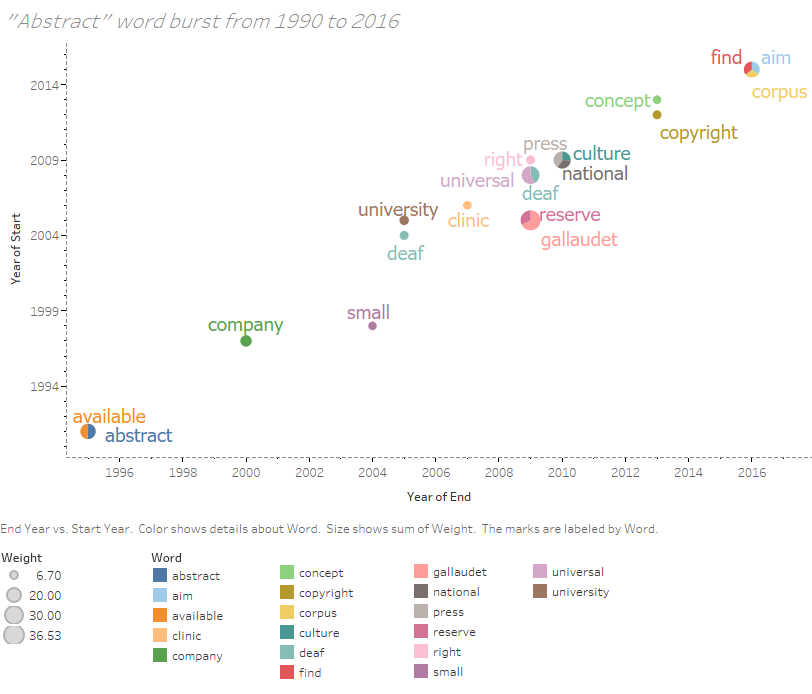 "Abstract" word burst from 1990 to 2016
find aim
2014
corpus
concept
copyright
press
2009
right
culture
universal
national
deaf
university
reserve
clinic
2004
gallaudet
deaf
Year of Start
1999
small
company
1994
available
abstract
1996 1998 2000 2002 2004 2006 2008 2010 2012 2014 2016
Year of End
End Year vs. Start Year. Color shows details about Word. Size shows sum of Weight. The marks are labeled by Word.
Weight
6.70
20.00
30.00
36.53
Word
abstract
aim
available
clinic
company
concept
copyright
corpus
culture
deaf
find
gallaudet
national
press
reserve
right
small
universal
university